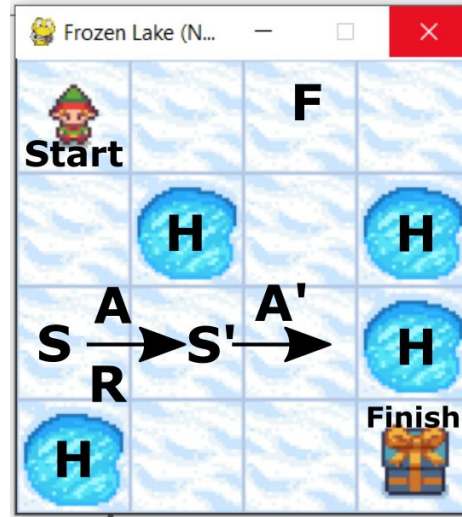 Frozen Lake (N...
F
Start
H H
A A'
S S' H
R
Finish
H